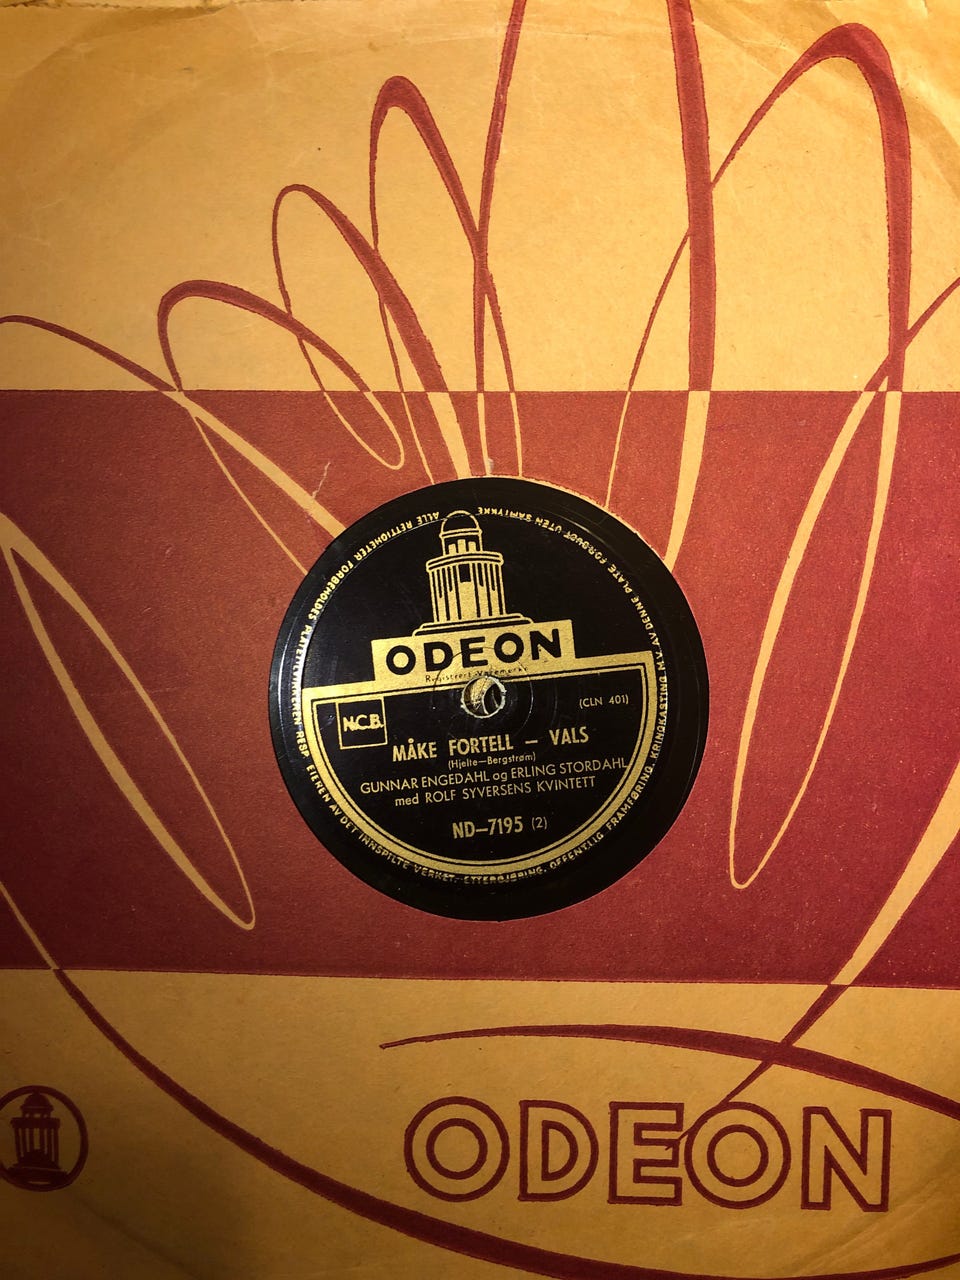 ALLE RETTIGHETER FORBEHOLDES PLATENS RESP. EIEREN AV DET INNSPILTE VERKET. ETTERGJØRING, OFFENTLIG FRAMFØRING, KRINGKASTING M.V. AV DENNE PLATE FORBUDT UTEN SAMTYKKE
ODEON
Registrert Varemerke
N.C.B.
(CLN 401)
MÅKE FORTELL – VALS
(Hjelte–Bergstrøm)
GUNNAR ENGEDAHL og ERLING STORDAHL
med ROLF SYVERSENS KVINTETT
ND–7195 (2)
ODEON